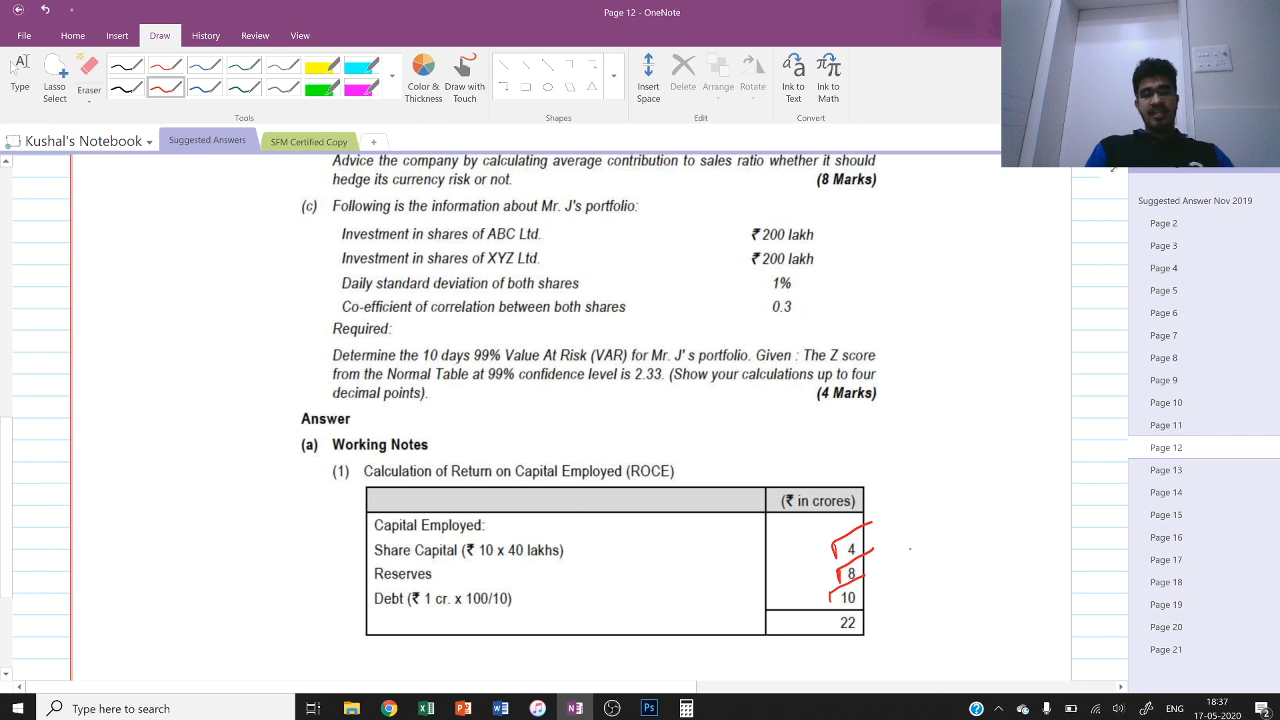 Page 12 - OneNote
File Home Insert Draw History Review View
Type
Lasso Select
Eraser
Color & Thickness
Draw with Touch
Insert Space
Delete
Arrange
Rotate
Ink to Text
Ink to Math
Tools
Shapes
Edit
Convert
Kushal's Notebook
Suggested Answers
SFM Certified Copy
+
Advice the company by calculating average contribution to sales ratio whether it should
hedge its currency risk or not. (8 Marks)
(c) Following is the information about Mr. J's portfolio:
Investment in shares of ABC Ltd. ₹ 200 lakh
Investment in shares of XYZ Ltd. ₹ 200 lakh
Daily standard deviation of both shares 1%
Co-efficient of correlation between both shares 0.3
Required:
Determine the 10 days 99% Value At Risk (VAR) for Mr. J' s portfolio. Given : The Z score
from the Normal Table at 99% confidence level is 2.33. (Show your calculations up to four
decimal points). (4 Marks)
Answer
(a) Working Notes
(1) Calculation of Return on Capital Employed (ROCE)
(₹ in crores)
Capital Employed:
Share Capital (₹ 10 x 40 lakhs) 4
Reserves 8
Debt (₹ 1 cr. x 100/10) 10
22
Suggested Answer Nov 2019
Page 2
Page 3
Page 4
Page 5
Page 6
Page 7
Page 8
Page 9
Page 10
Page 11
Page 12
Page 13
Page 14
Page 15
Page 16
Page 17
Page 18
Page 19
Page 20
Page 21
Type here to search
18:37
17-05-2020